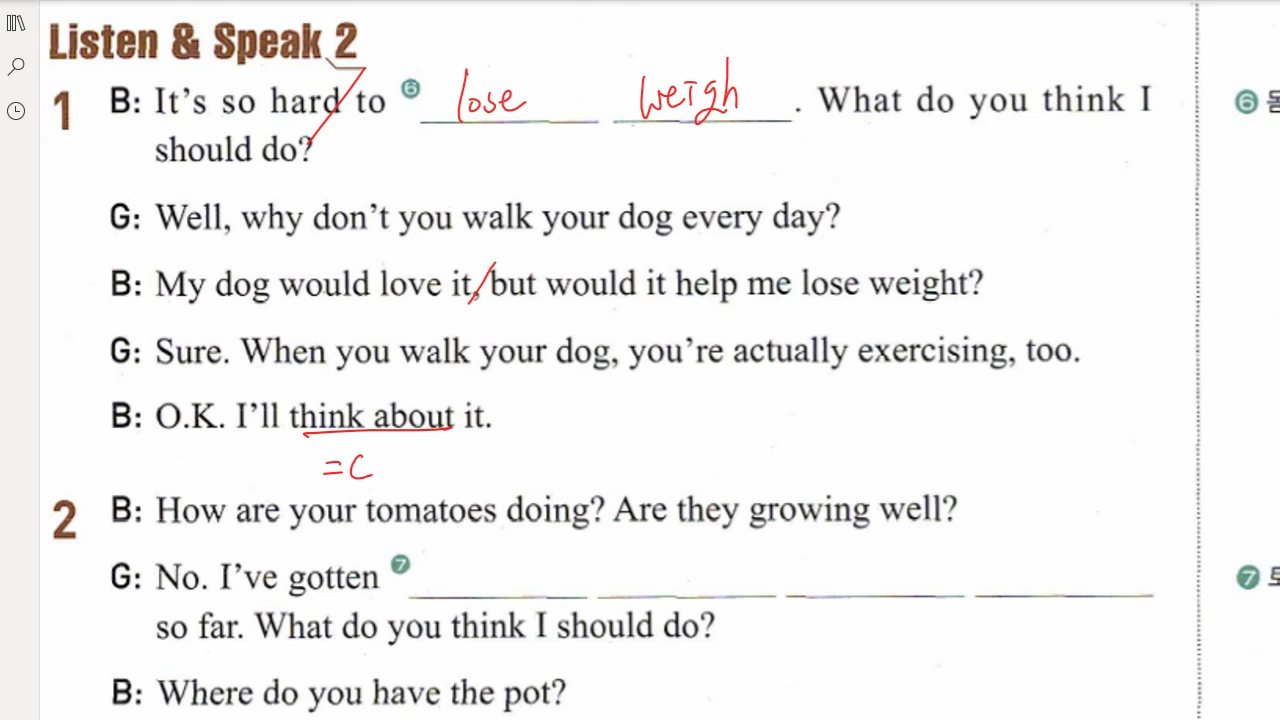 Listen & Speak 2
1 B: It's so hard to ⑥ lose weigh . What do you think I
should do?
G: Well, why don't you walk your dog every day?
B: My dog would love it, but would it help me lose weight?
G: Sure. When you walk your dog, you're actually exercising, too.
B: O.K. I'll think about it.
=C
2 B: How are your tomatoes doing? Are they growing well?
G: No. I've gotten ⑦
so far. What do you think I should do?
B: Where do you have the pot?
⑥
⑦